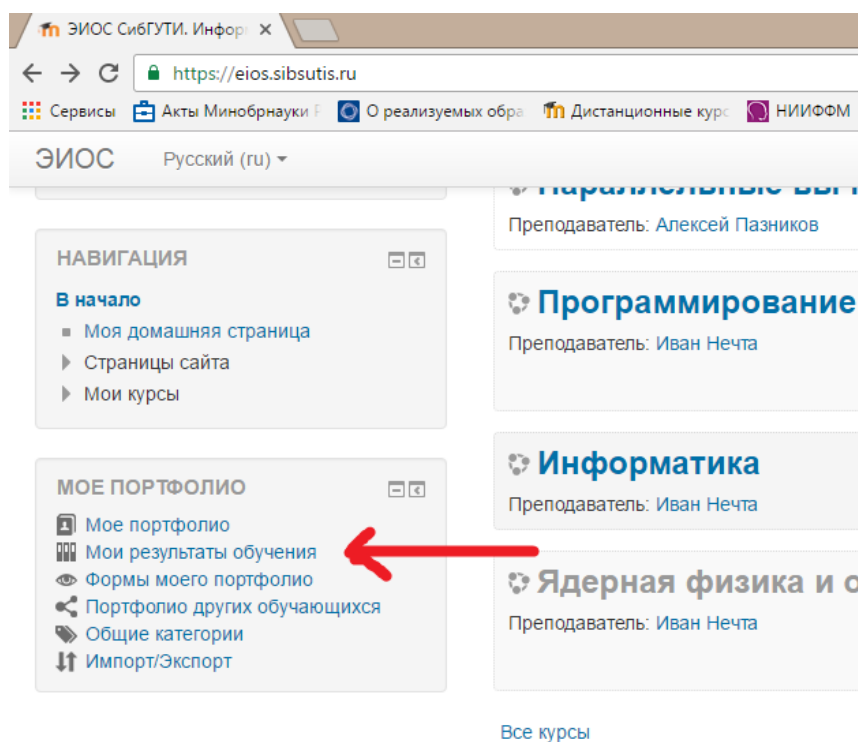 ЭИОС СибГУТИ. Инфор
https://eios.sibsutis.ru
Сервисы Акты Минобрнауки О реализуемых обра Дистанционные курс НИИФФМ
ЭИОС Русский (ru)
НАВИГАЦИЯ
В начало
Моя домашняя страница
Страницы сайта
Мои курсы
МОЕ ПОРТФОЛИО
Мое портфолио
Мои результаты обучения
Формы моего портфолио
Портфолио других обучающихся
Общие категории
Импорт/Экспорт
Параллельные
Преподаватель: Алексей Пазников
Программирование
Преподаватель: Иван Нечта
Информатика
Преподаватель: Иван Нечта
Ядерная физика и о
Преподаватель: Иван Нечта
Все курсы